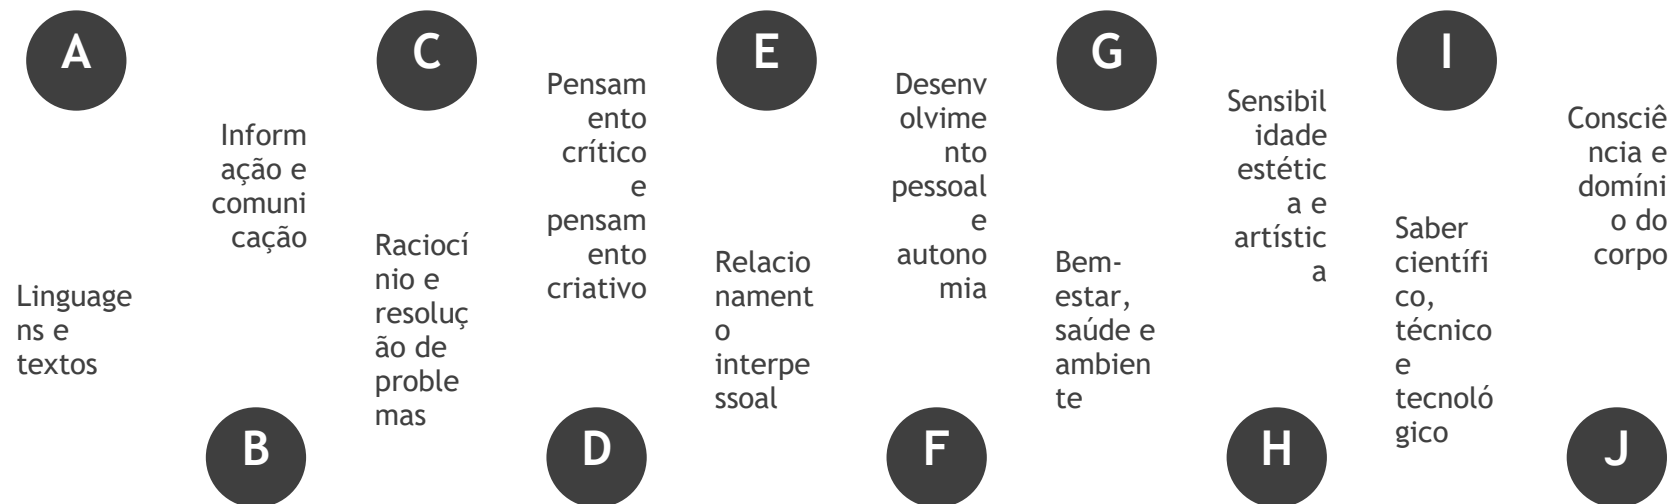 A
Linguage
ns e
textos
Inform
ação e
comuni
cação
B
C
Raciocí
nio e
resoluç
ão de
proble
mas
Pensam
ento
crítico
e
pensam
ento
criativo
D
E
Relacio
nament
o
interpe
ssoal
Desenv
olvime
nto
pessoal
e
autono
mia
F
G
Bem-
estar,
saúde e
ambien
te
Sensibil
idade
estétic
a e
artístic
a
H
I
Saber
científi
co,
técnico
e
tecnoló
gico
Consciê
ncia e
domíni
o do
corpo
J